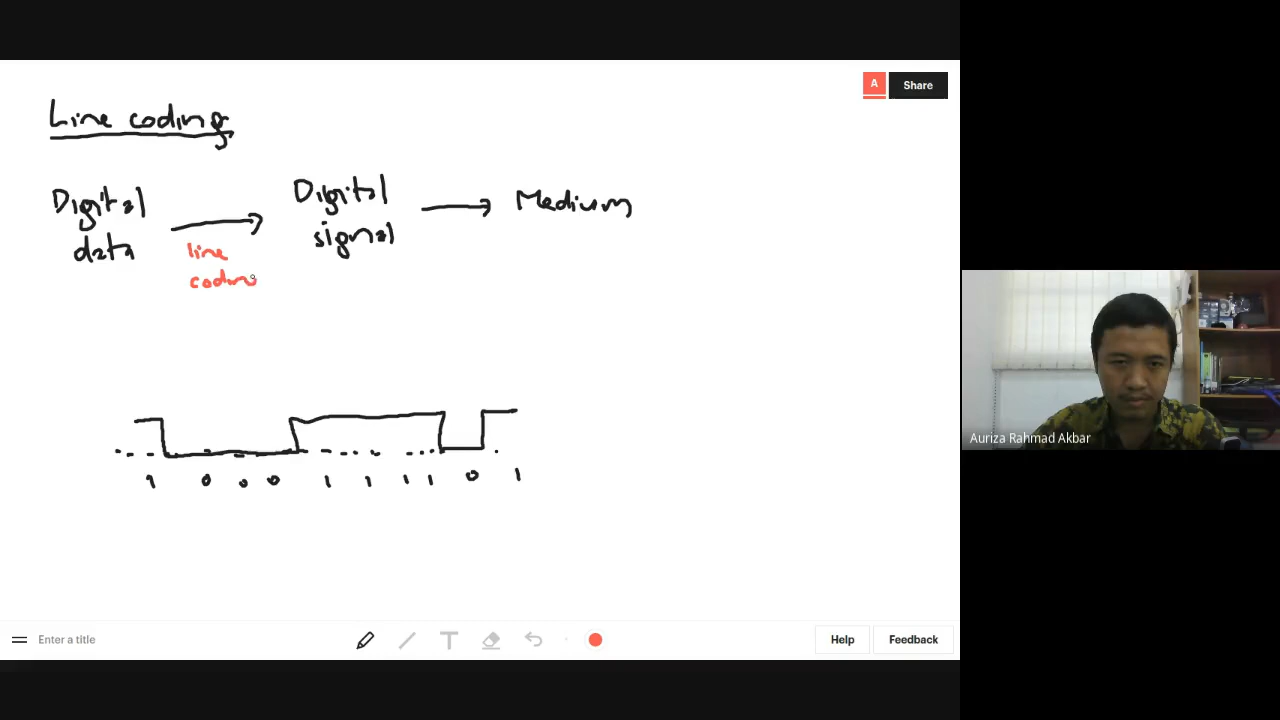 A
Share
Line coding
Digital
data
Digital
signal
Medium
line
coding
1 0 0 0 1 1 1 1 0 1
Auriza Rahmad Akbar
Enter a title
T
Help
Feedback